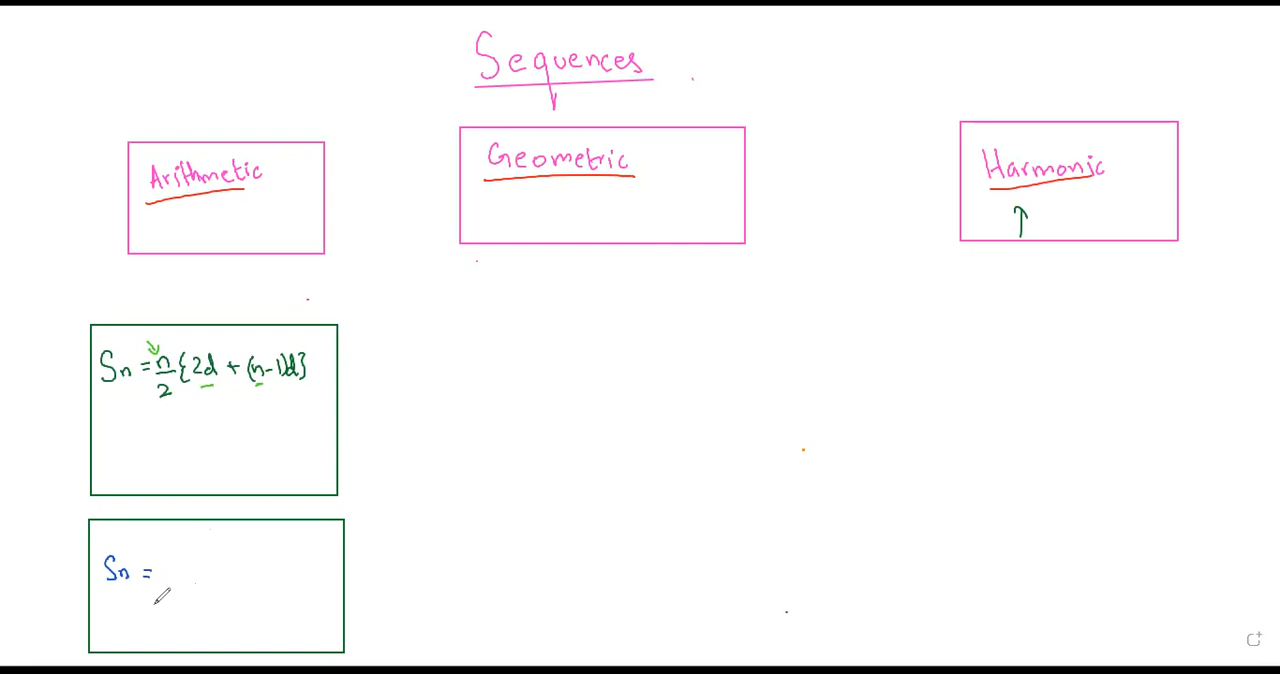 Sequences
Arithmetic
Geometric
Harmonic
Sn = n/2 {2d + (n-1)d}
Sn =